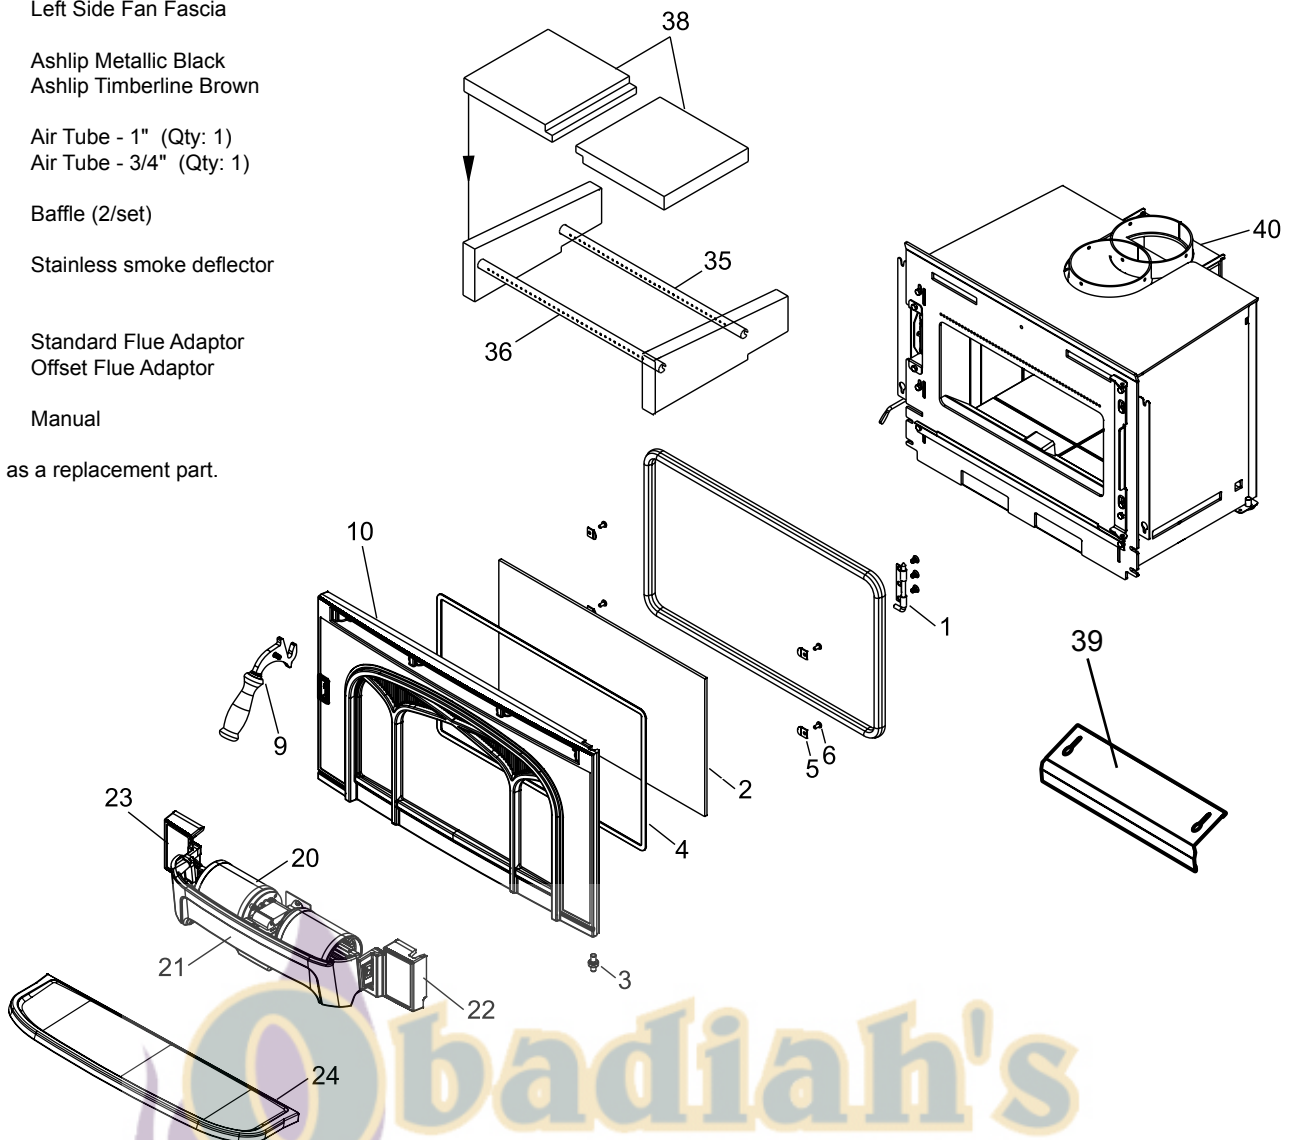 Left Side Fan Fascia
Ashlip Metallic Black
Ashlip Timberline Brown
Air Tube - 1" (Qty: 1)
Air Tube - 3/4" (Qty: 1)
Baffle (2/set)
Stainless smoke deflector
Standard Flue Adaptor
Offset Flue Adaptor
Manual
as a replacement part.
38
40
35
36
10
1
39
9
5
6
2
23
4
20
21
3
22
24
Obadiah's